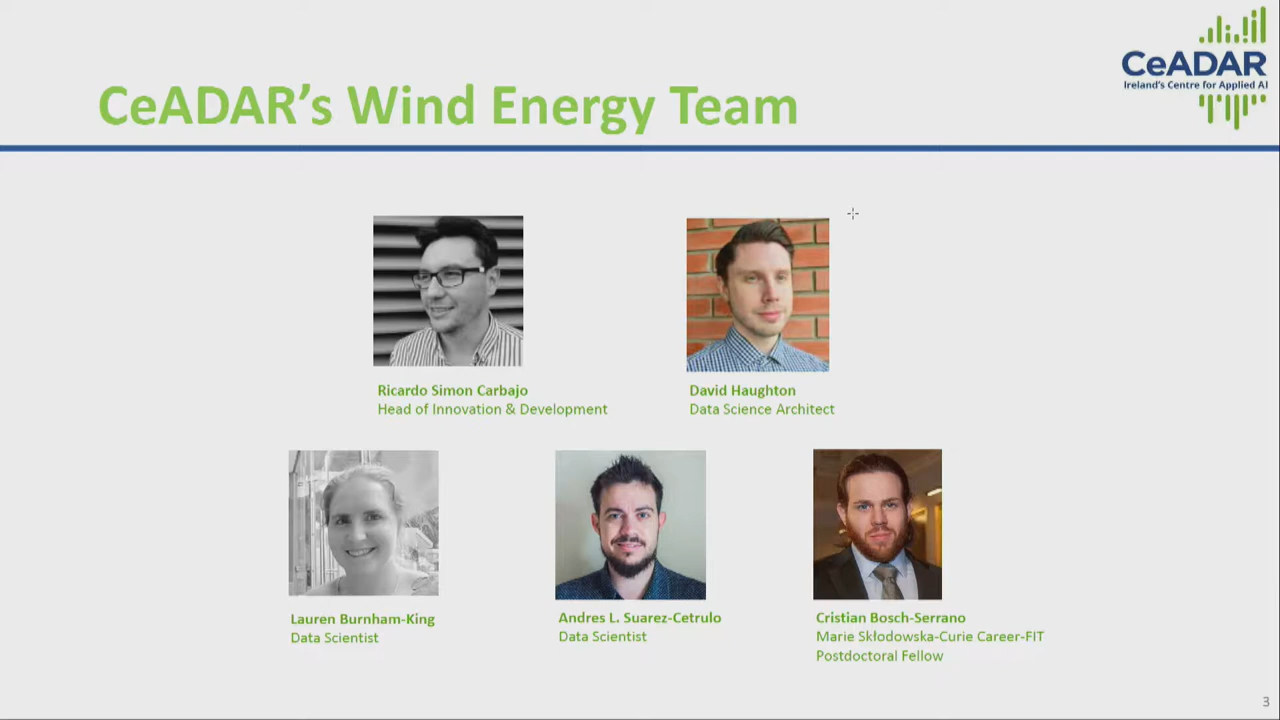 CeADAR
Ireland's Centre for Applied AI
CeADAR's Wind Energy Team
Ricardo Simon Carbajo
Head of Innovation & Development
David Haughton
Data Science Architect
Lauren Burnham-King
Data Scientist
Andres L. Suarez-Cetrulo
Data Scientist
Cristian Bosch-Serrano
Marie Skłodowska-Curie Career-FIT
Postdoctoral Fellow
3